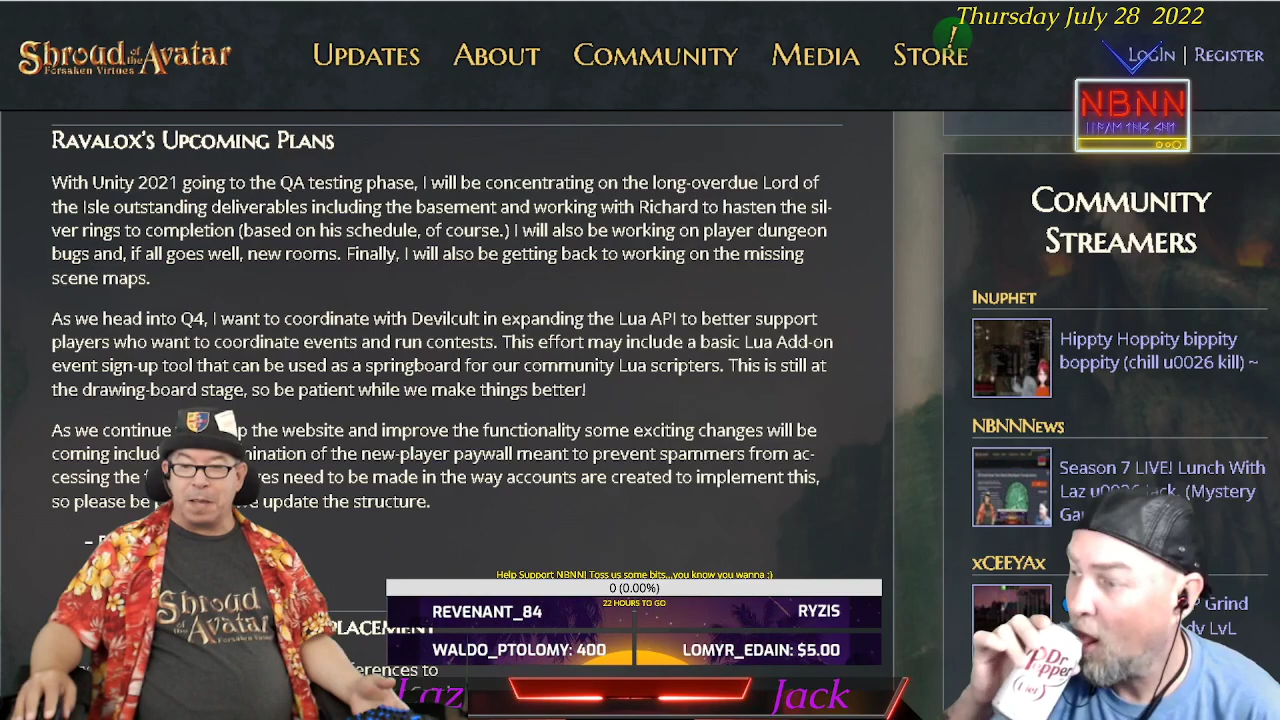 Thursday July 28 2022
Shroud of the Avatar
Forsaken Virtues
Updates
About
Community
Media
Store
LogIn | Register
NBNN
Ravalox's Upcoming Plans
With Unity 2021 going to the QA testing phase, I will be concentrating on the long-overdue Lord of
the Isle outstanding deliverables including the basement and working with Richard to hasten the sil-
ver rings to completion (based on his schedule, of course.) I will also be working on player dungeon
bugs and, if all goes well, new rooms. Finally, I will also be getting back to working on the missing
scene maps.
As we head into Q4, I want to coordinate with Devilcult in expanding the Lua API to better support
players who want to coordinate events and run contests. This effort may include a basic Lua Add-on
event sign-up tool that can be used as a springboard for our community Lua scripters. This is still at
the drawing-board stage, so be patient while we make things better!
As we continue p the website and improve the functionality some exciting changes will be
coming includ mination of the new-player paywall meant to prevent spammers from ac-
cessing the ves need to be made in the way accounts are created to implement this,
so please be update the structure.
Community
Streamers
Inuphet
Hippty Hoppity bippity
boppity (chill u0026 kill) ~
NBNNNews
Season 7 LIVE! Lunch With
Laz Jack. (Mystery
xCEEYAx
Grind
LvL
Shroud
of the Avatar
Forsaken Virtues
Help Support NBNN! Toss us some bits...you know you wanna :)
0 (0.00%)
22 HOURS TO GO
REVENANT_84
RYZIS
WALDO_PTOLOMY: 400
LOMYR_EDAIN: $5.00
PLACEMENT
erences to
Laz
Jack
Dr Pepper